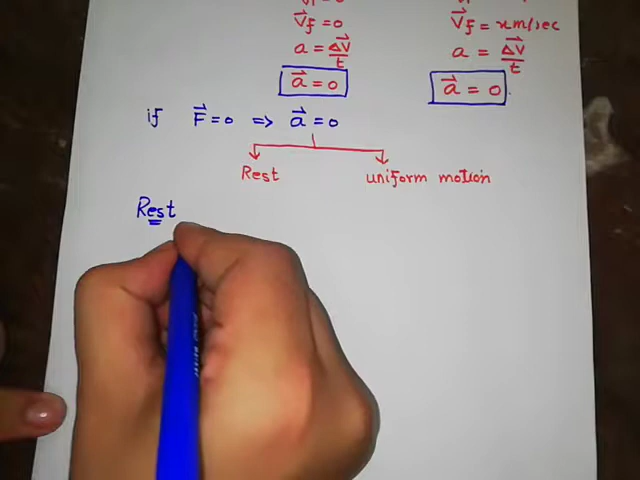 V⃗f = 0
V⃗f = x m/sec
a = ΔV⃗/t
a = ΔV⃗/t
a⃗ = 0
a⃗ = 0
if F⃗ = 0 => a⃗ = 0
Rest
uniform motion
Rest